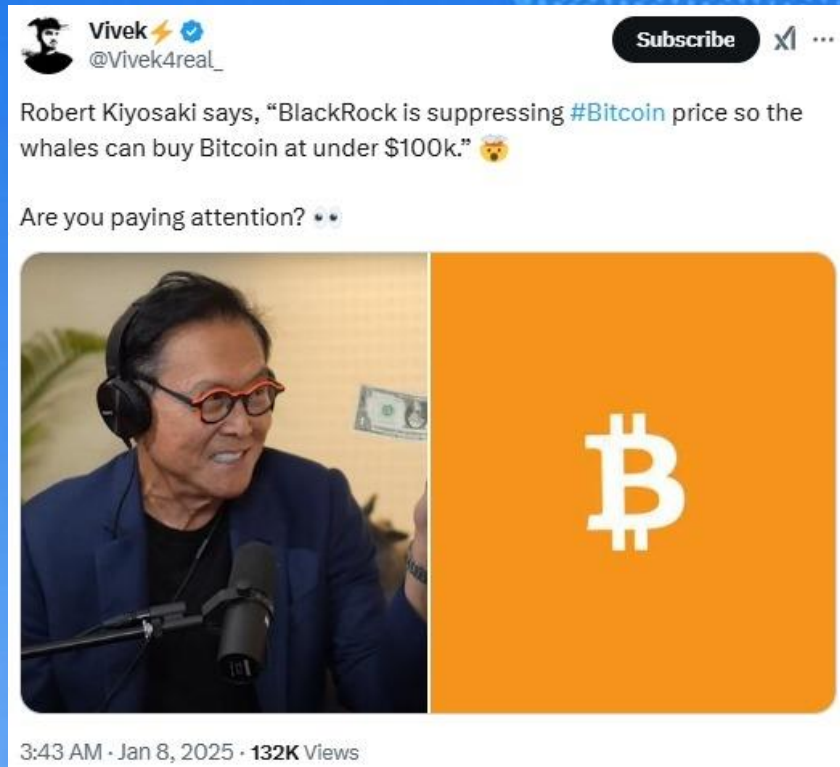 Vivek⚡
@Vivek4real_
Subscribe
Robert Kiyosaki says, “BlackRock is suppressing #Bitcoin price so the
whales can buy Bitcoin at under $100k.” 🤯
Are you paying attention? 👀
3:43 AM · Jan 8, 2025 · 132K Views